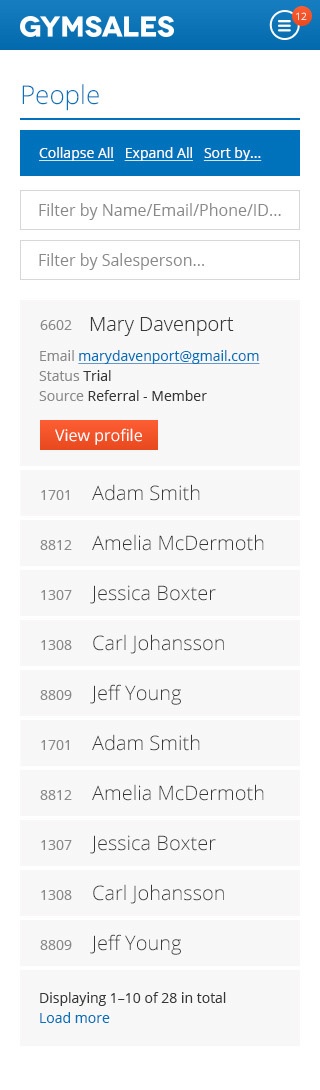 GYMSALES
12
People
Collapse All Expand All Sort by...
Filter by Name/Email/Phone/ID...
Filter by Salesperson...
6602 Mary Davenport
Email marydavenport@gmail.com
Status Trial
Source Referral - Member
View profile
1701 Adam Smith
8812 Amelia McDermoth
1307 Jessica Boxter
1308 Carl Johansson
8809 Jeff Young
1701 Adam Smith
8812 Amelia McDermoth
1307 Jessica Boxter
1308 Carl Johansson
8809 Jeff Young
Displaying 1–10 of 28 in total
Load more